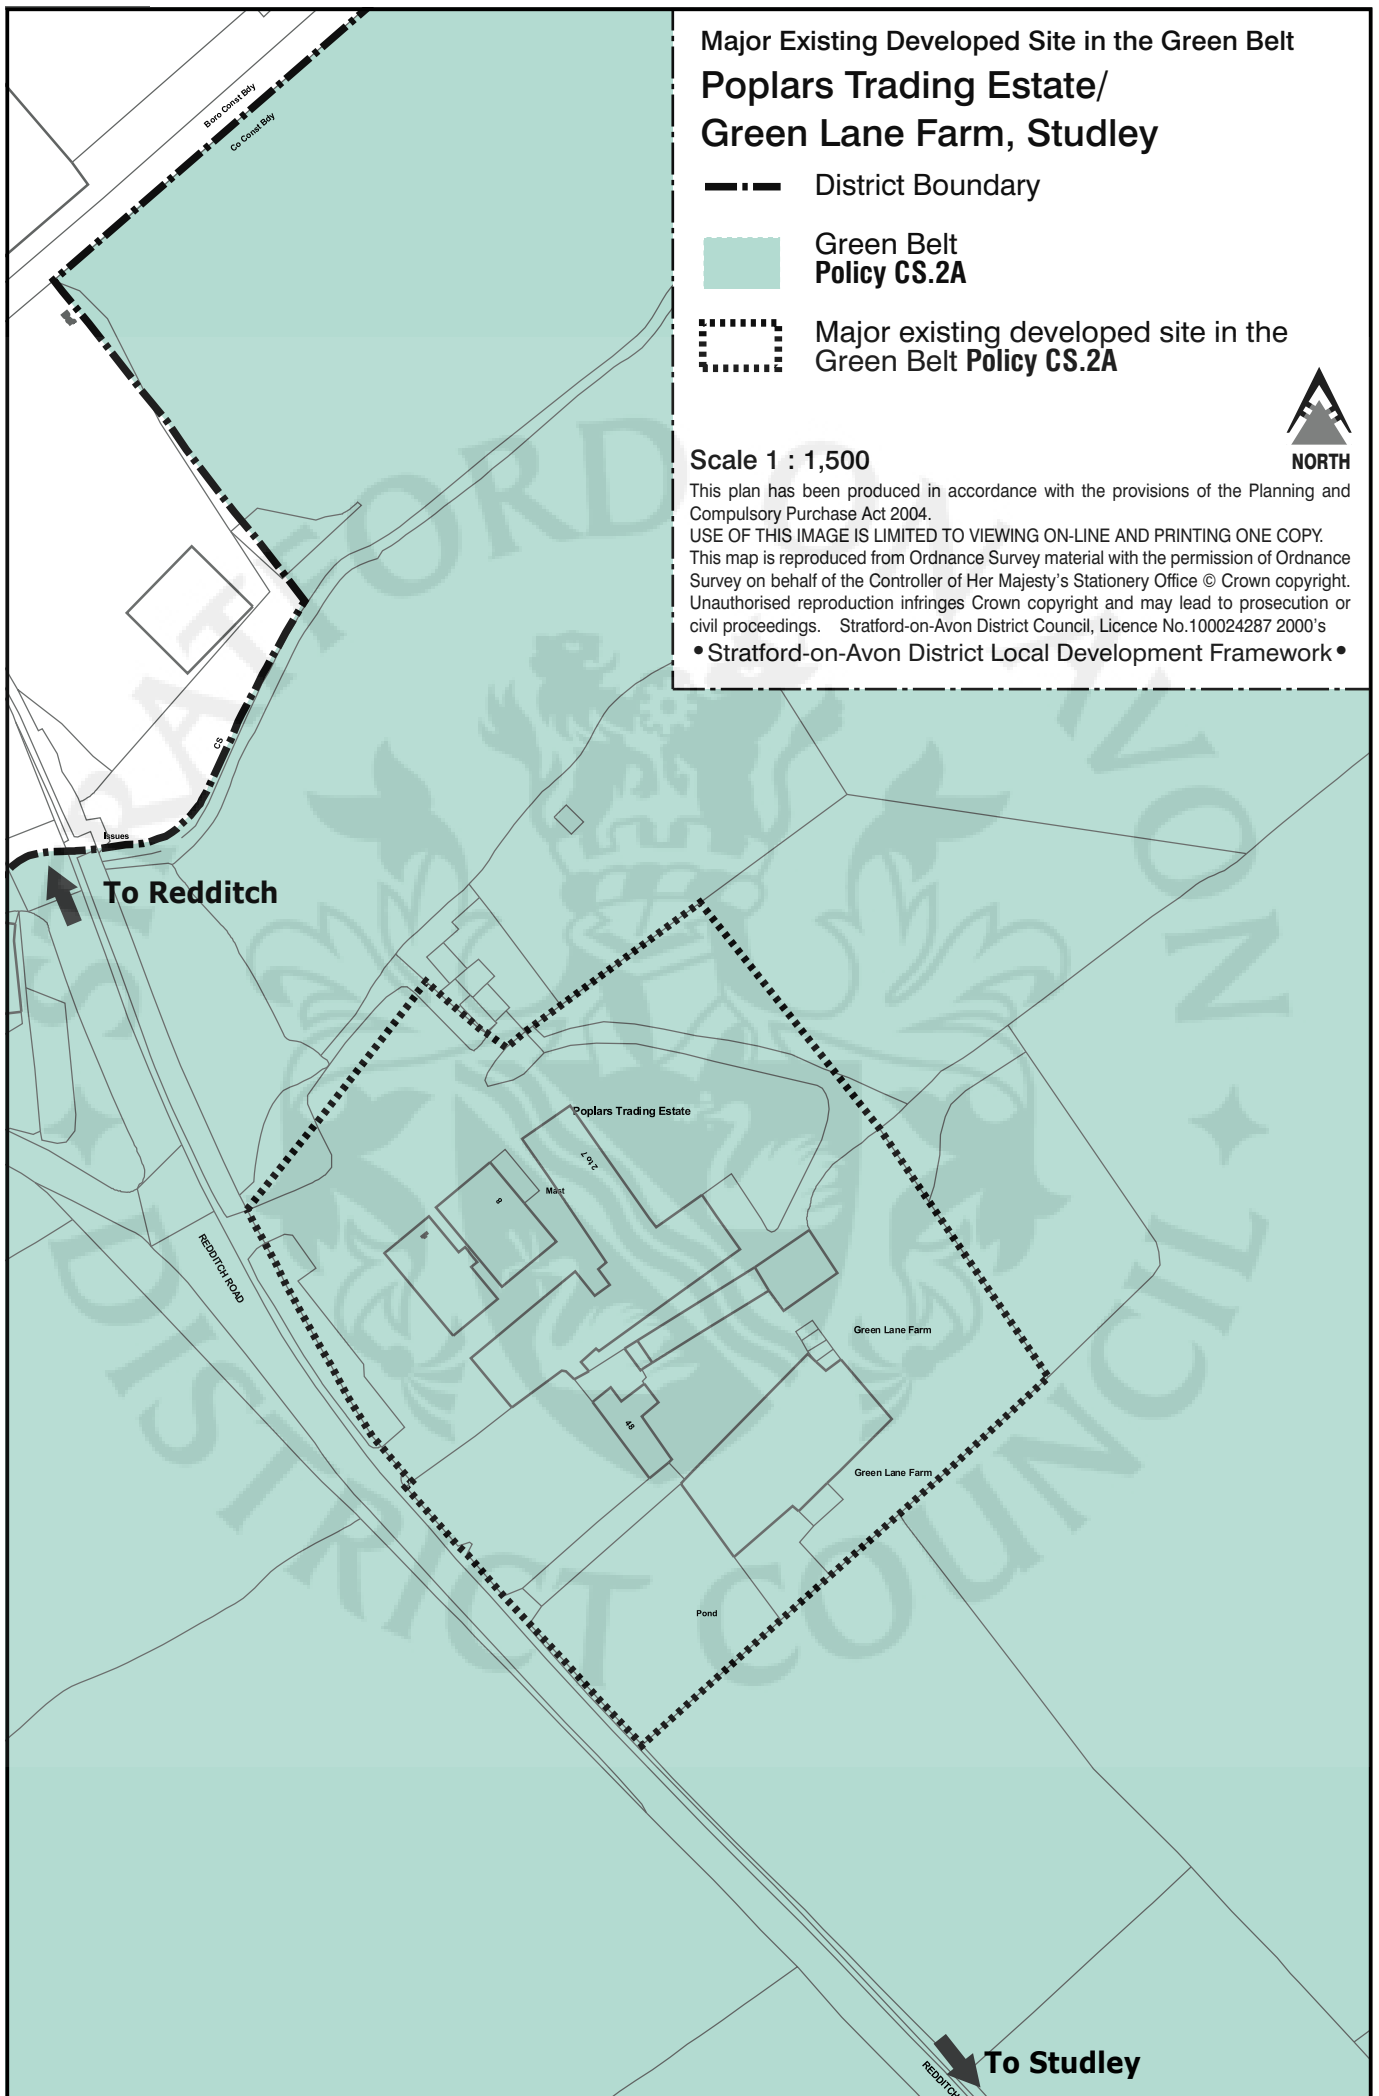 Major Existing Developed Site in the Green Belt
Poplars Trading Estate/
Green Lane Farm, Studley
District Boundary
Green Belt
Policy CS.2A
Major existing developed site in the
Green Belt Policy CS.2A
NORTH
Scale 1 : 1,500
This plan has been produced in accordance with the provisions of the Planning and
Compulsory Purchase Act 2004.
USE OF THIS IMAGE IS LIMITED TO VIEWING ON-LINE AND PRINTING ONE COPY.
This map is reproduced from Ordnance Survey material with the permission of Ordnance
Survey on behalf of the Controller of Her Majesty's Stationery Office © Crown copyright.
Unauthorised reproduction infringes Crown copyright and may lead to prosecution or
civil proceedings. Stratford-on-Avon District Council, Licence No.100024287 2000's
•Stratford-on-Avon District Local Development Framework•
Boro Const Bdy
Co Const Bdy
CS
Issues
To Redditch
Poplars Trading Estate
2 to 7
Mast
8
REDDITCH ROAD
Green Lane Farm
48
Green Lane Farm
Pond
To Studley
REDDITCH
STRATFORD ON AVON
DISTRICT COUNCIL